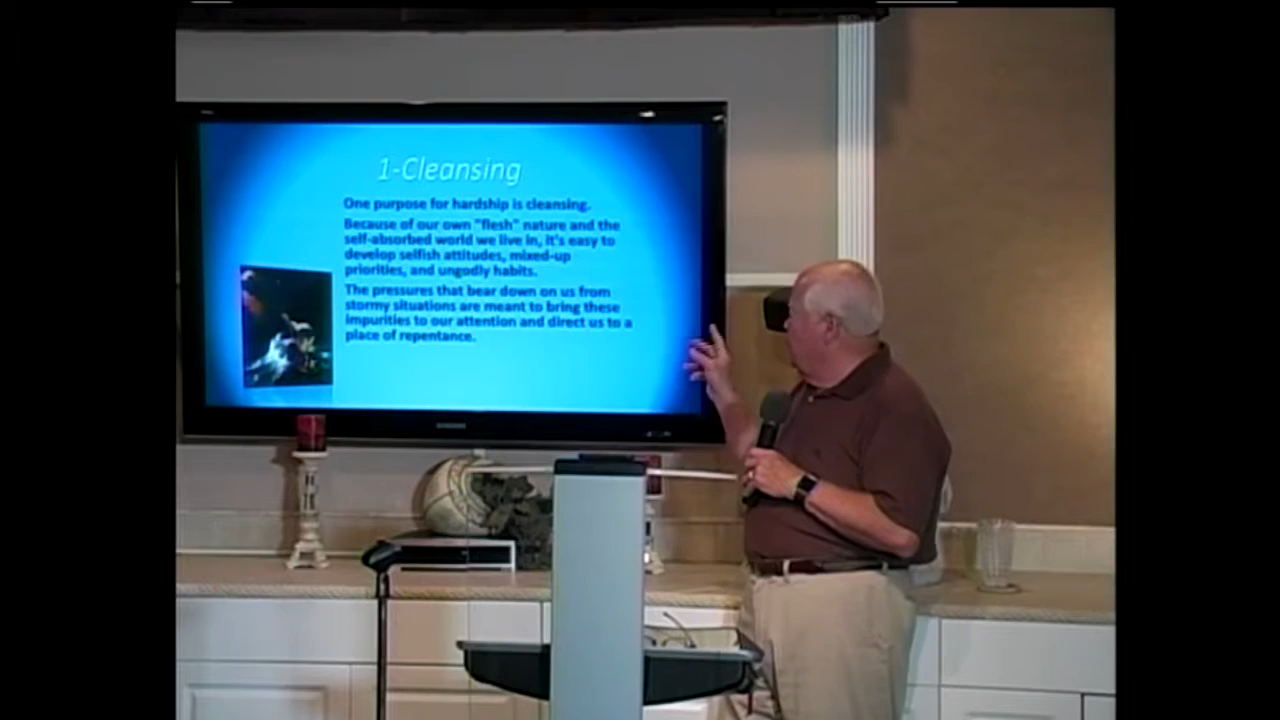 1-Cleansing
One purpose for hardship is cleansing.
Because of our own "flesh" nature and the
self-absorbed world we live in, it's easy to
develop selfish attitudes, mixed-up
priorities, and ungodly habits.
The pressures that bear down on us from
stormy situations are meant to bring these
impurities to our attention and direct us to a
place of repentance.
SAMSUNG